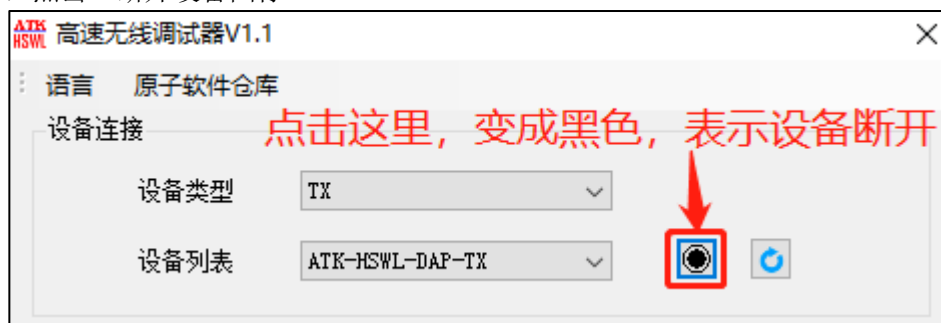 ATK
HSWL 高速无线调试器V1.1
语言 原子软件仓库
设备连接
点击这里，变成黑色，表示设备断开
设备类型 TX
设备列表 ATK-HSWL-DAP-TX